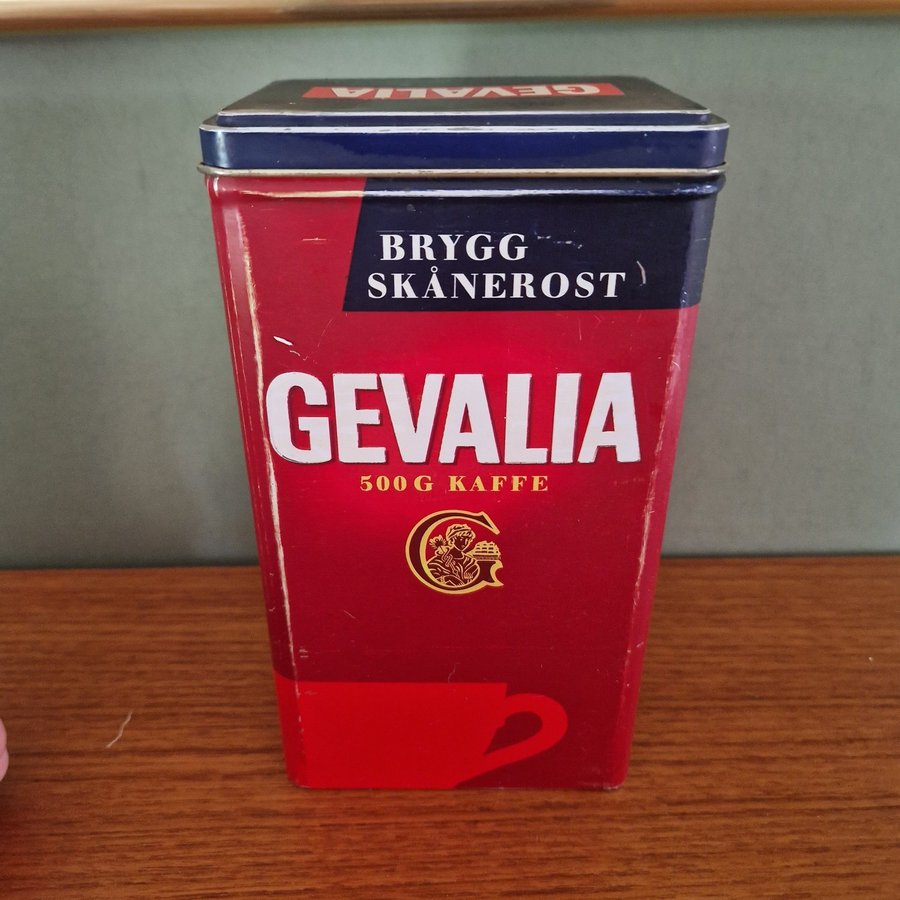 GEVALIA
BRYGG
SKÅNEROST
GEVALIA
500G KAFFE
G